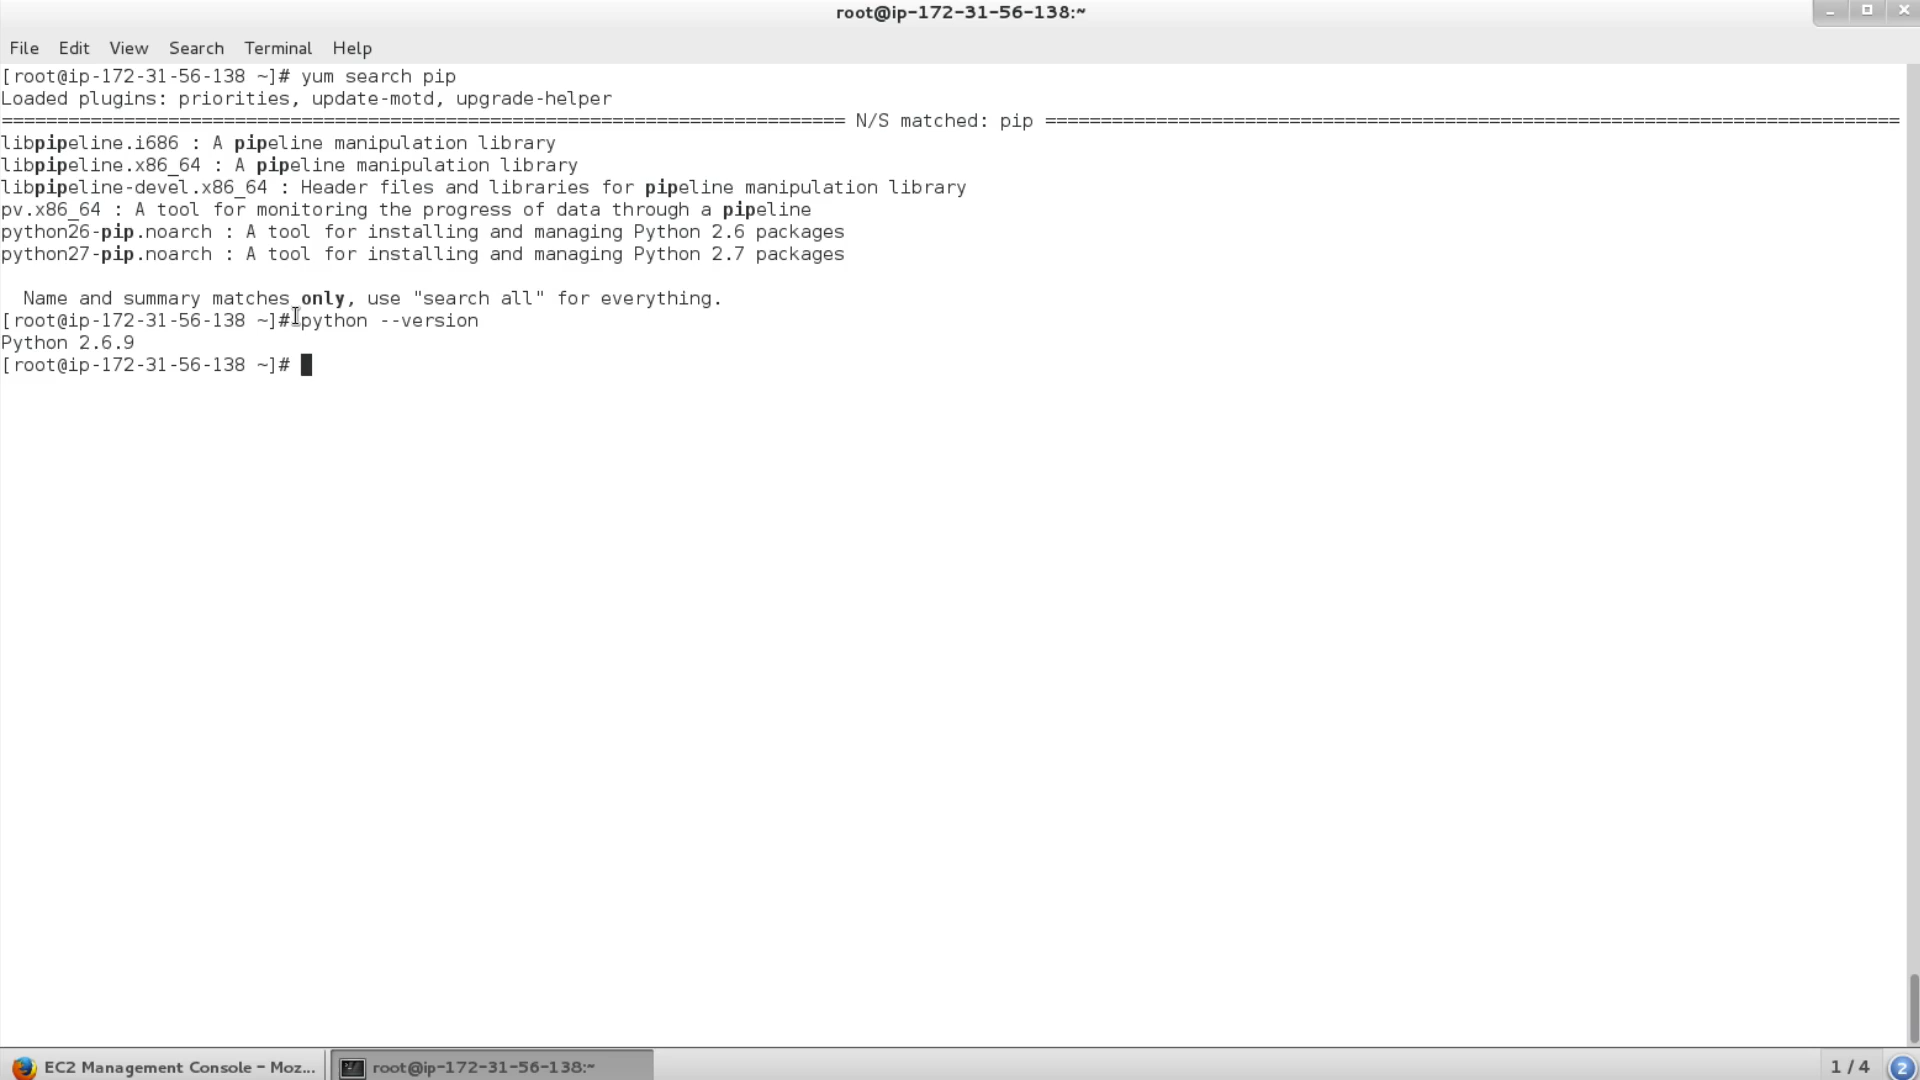 root@ip-172-31-56-138:~
File Edit View Search Terminal Help
[root@ip-172-31-56-138 ~]# yum search pip
Loaded plugins: priorities, update-motd, upgrade-helper
============================================================================ N/S matched: pip =============================================================================
libpipeline.i686 : A pipeline manipulation library
libpipeline.x86_64 : A pipeline manipulation library
libpipeline-devel.x86_64 : Header files and libraries for pipeline manipulation library
pv.x86_64 : A tool for monitoring the progress of data through a pipeline
python26-pip.noarch : A tool for installing and managing Python 2.6 packages
python27-pip.noarch : A tool for installing and managing Python 2.7 packages
Name and summary matches only, use "search all" for everything.
[root@ip-172-31-56-138 ~]# python --version
Python 2.6.9
[root@ip-172-31-56-138 ~]#
EC2 Management Console - Moz... root@ip-172-31-56-138:~ 1 / 4 2